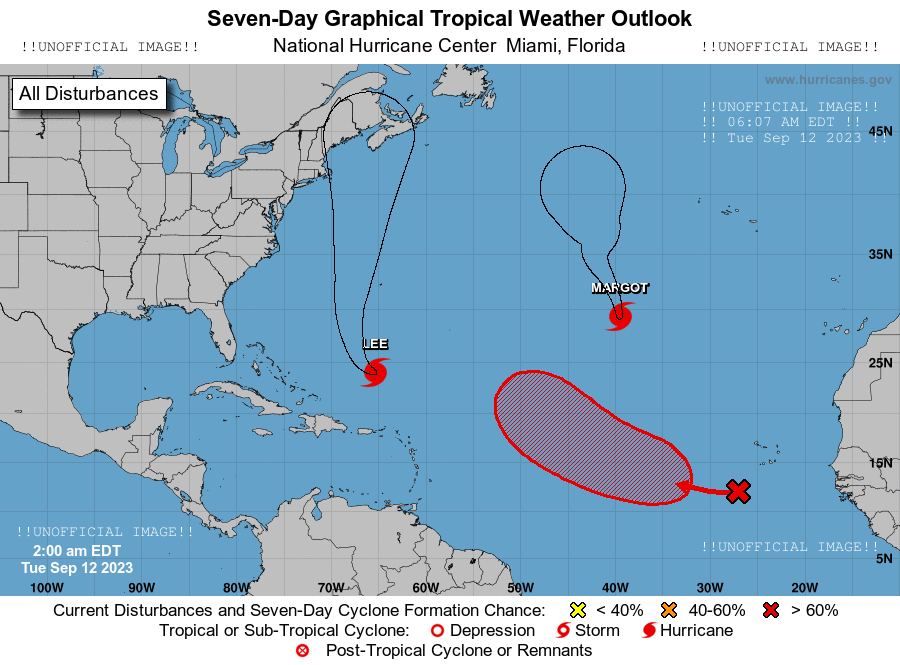 Seven-Day Graphical Tropical Weather Outlook
!!UNOFFICIAL IMAGE!! National Hurricane Center Miami, Florida !!UNOFFICIAL IMAGE!!
All Disturbances
www.hurricanes.gov
!!UNOFFICIAL IMAGE!!
!! 06:07 AM EDT !!
!! Tue Sep 12 2023 !!
45N
35N
MARGOT
LEE
25N
15N
!!UNOFFICIAL IMAGE!!
!!UNOFFICIAL IMAGE!!
2:00 am EDT
Tue Sep 12 2023
5N
100W 90W 80W 70W 60W 50W 40W 30W 20W
Current Disturbances and Seven-Day Cyclone Formation Chance: < 40% 40-60% > 60%
Tropical or Sub-Tropical Cyclone: Depression Storm Hurricane
Post-Tropical Cyclone or Remnants